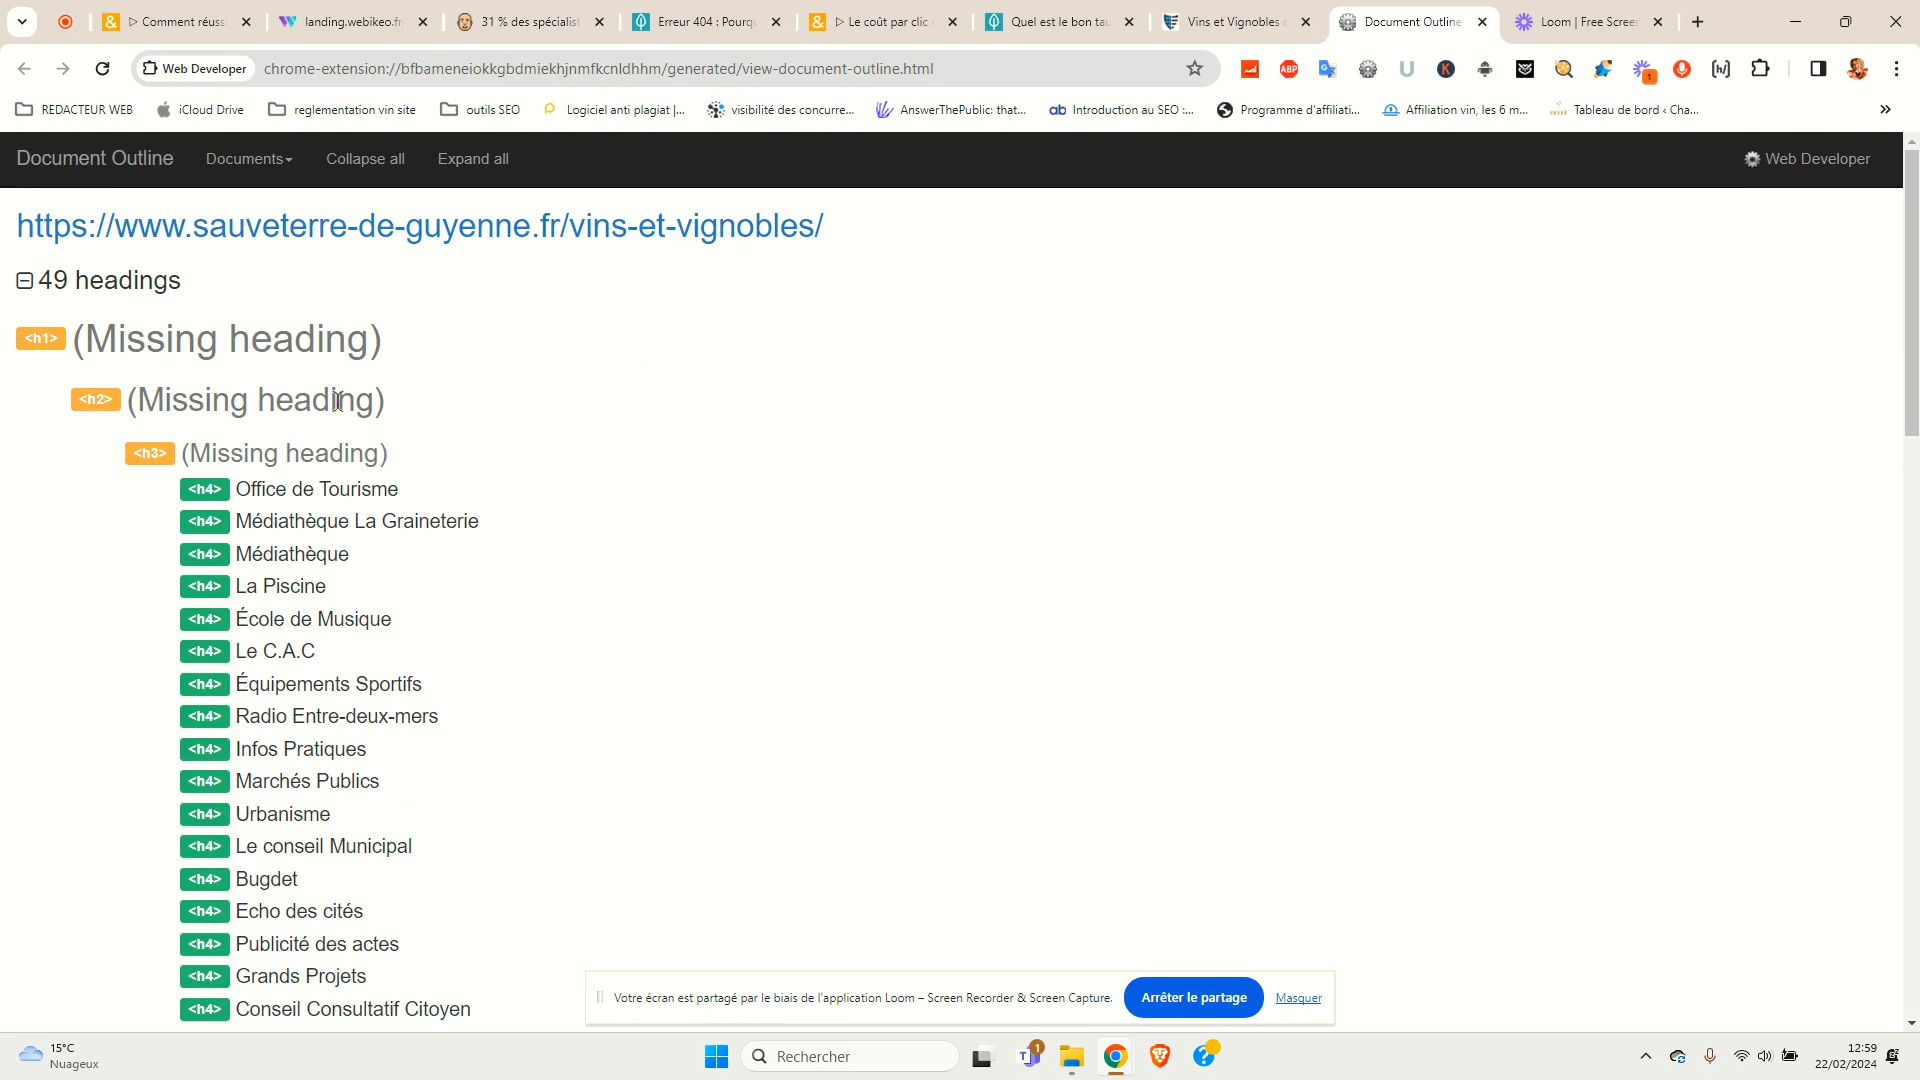 ▷ Comment réuss
landing.webikeo.fr
31 % des spécialist
Erreur 404 : Pourqu
▷ Le coût par clic
Quel est le bon tau
Vins et Vignobles
Document Outline
Loom | Free Screen
Web Developer
chrome-extension://bfbameneiokkgbdmiekhjnmfkcnldhhm/generated/view-document-outline.html
ABP
1
REDACTEUR WEB
iCloud Drive
reglementation vin site
outils SEO
Logiciel anti plagiat |...
visibilité des concurre...
AnswerThePublic: that...
ab Introduction au SEO :...
Programme d'affiliati...
Affiliation vin, les 6 m...
Tableau de bord ‹ Cha...
Document Outline
Documents
Collapse all
Expand all
Web Developer
https://www.sauveterre-de-guyenne.fr/vins-et-vignobles/
49 headings
<h1> (Missing heading)
<h2> (Missing heading)
<h3> (Missing heading)
<h4> Office de Tourisme
<h4> Médiathèque La Graineterie
<h4> Médiathèque
<h4> La Piscine
<h4> École de Musique
<h4> Le C.A.C
<h4> Équipements Sportifs
<h4> Radio Entre-deux-mers
<h4> Infos Pratiques
<h4> Marchés Publics
<h4> Urbanisme
<h4> Le conseil Municipal
<h4> Bugdet
<h4> Echo des cités
<h4> Publicité des actes
<h4> Grands Projets
<h4> Conseil Consultatif Citoyen
Votre écran est partagé par le biais de l'application Loom – Screen Recorder & Screen Capture.
Arrêter le partage
Masquer
15°C
Nuageux
Rechercher
1
12:59
22/02/2024